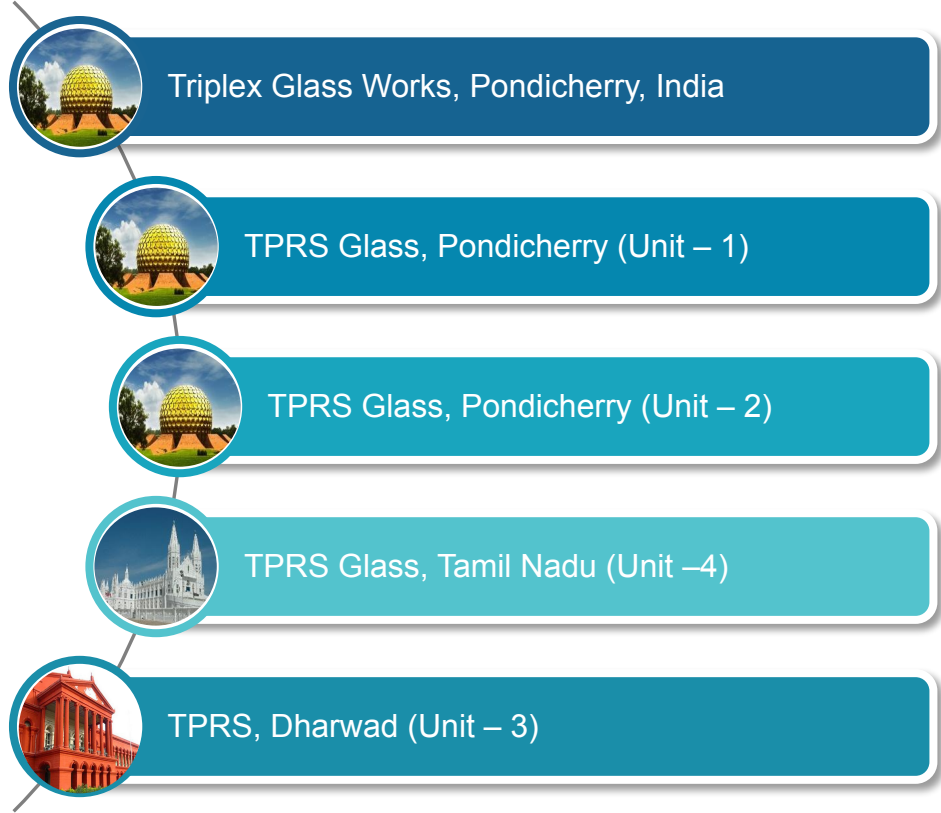 Triplex Glass Works, Pondicherry, India
TPRS Glass, Pondicherry (Unit – 1)
TPRS Glass, Pondicherry (Unit – 2)
TPRS Glass, Tamil Nadu (Unit –4)
TPRS, Dharwad (Unit – 3)